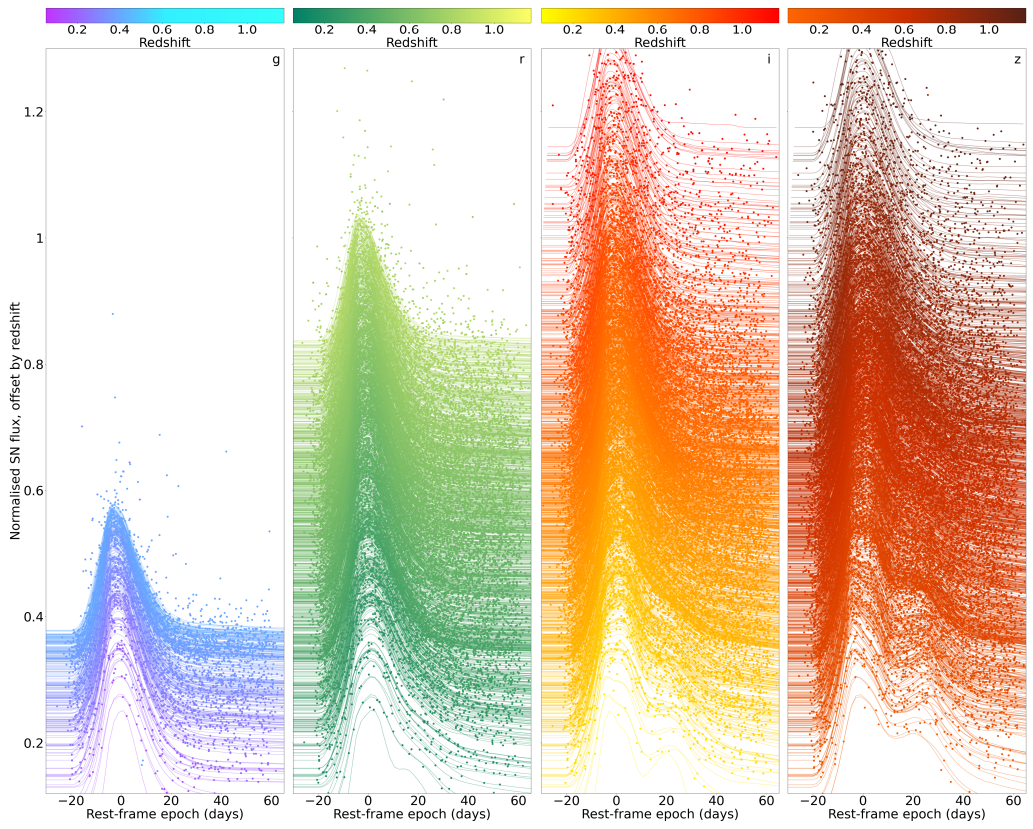 0.2 0.4 0.6 0.8 1.0 0.2 0.4 0.6 0.8 1.0 0.2 0.4 0.6 0.8 1.0 0.2 0.4 0.6 0.8 1.0
Redshift Redshift Redshift Redshift
g r i z
1.2
1
0.8
0.6
0.4
0.2
Normalised SN flux, offset by redshift
−20 0 20 40 60 −20 0 20 40 60 −20 0 20 40 60 −20 0 20 40 60
Rest-frame epoch (days) Rest-frame epoch (days) Rest-frame epoch (days) Rest-frame epoch (days)